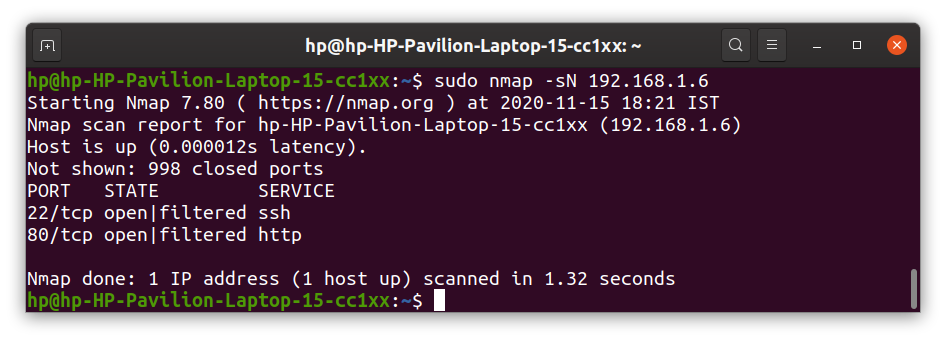 hp@hp-HP-Pavilion-Laptop-15-cc1xx: ~
hp@hp-HP-Pavilion-Laptop-15-cc1xx:~$ sudo nmap -sN 192.168.1.6
Starting Nmap 7.80 ( https://nmap.org ) at 2020-11-15 18:21 IST
Nmap scan report for hp-HP-Pavilion-Laptop-15-cc1xx (192.168.1.6)
Host is up (0.000012s latency).
Not shown: 998 closed ports
PORT   STATE         SERVICE
22/tcp open|filtered ssh
80/tcp open|filtered http
Nmap done: 1 IP address (1 host up) scanned in 1.32 seconds
hp@hp-HP-Pavilion-Laptop-15-cc1xx:~$